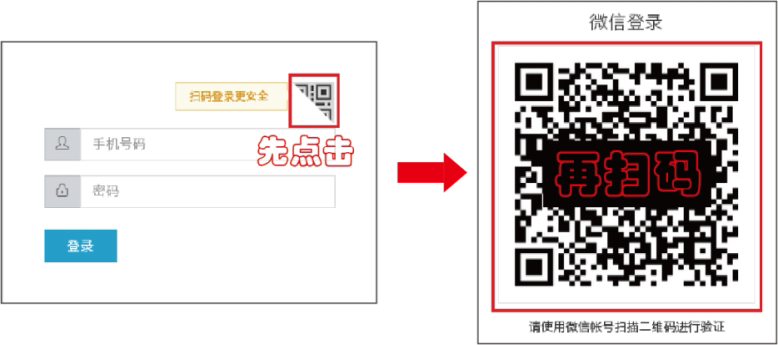 扫码登录更安全
手机号码
先点击
密码
登录
微信登录
再扫码
请使用微信帐号扫描二维码进行验证